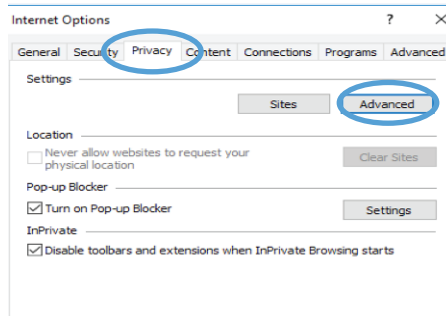 Internet Options ? ×
General Security Privacy Content Connections Programs Advanced
Settings
Sites Advanced
Location
Never allow websites to request your
physical location
Clear Sites
Pop-up Blocker
Turn on Pop-up Blocker Settings
InPrivate
Disable toolbars and extensions when InPrivate Browsing starts